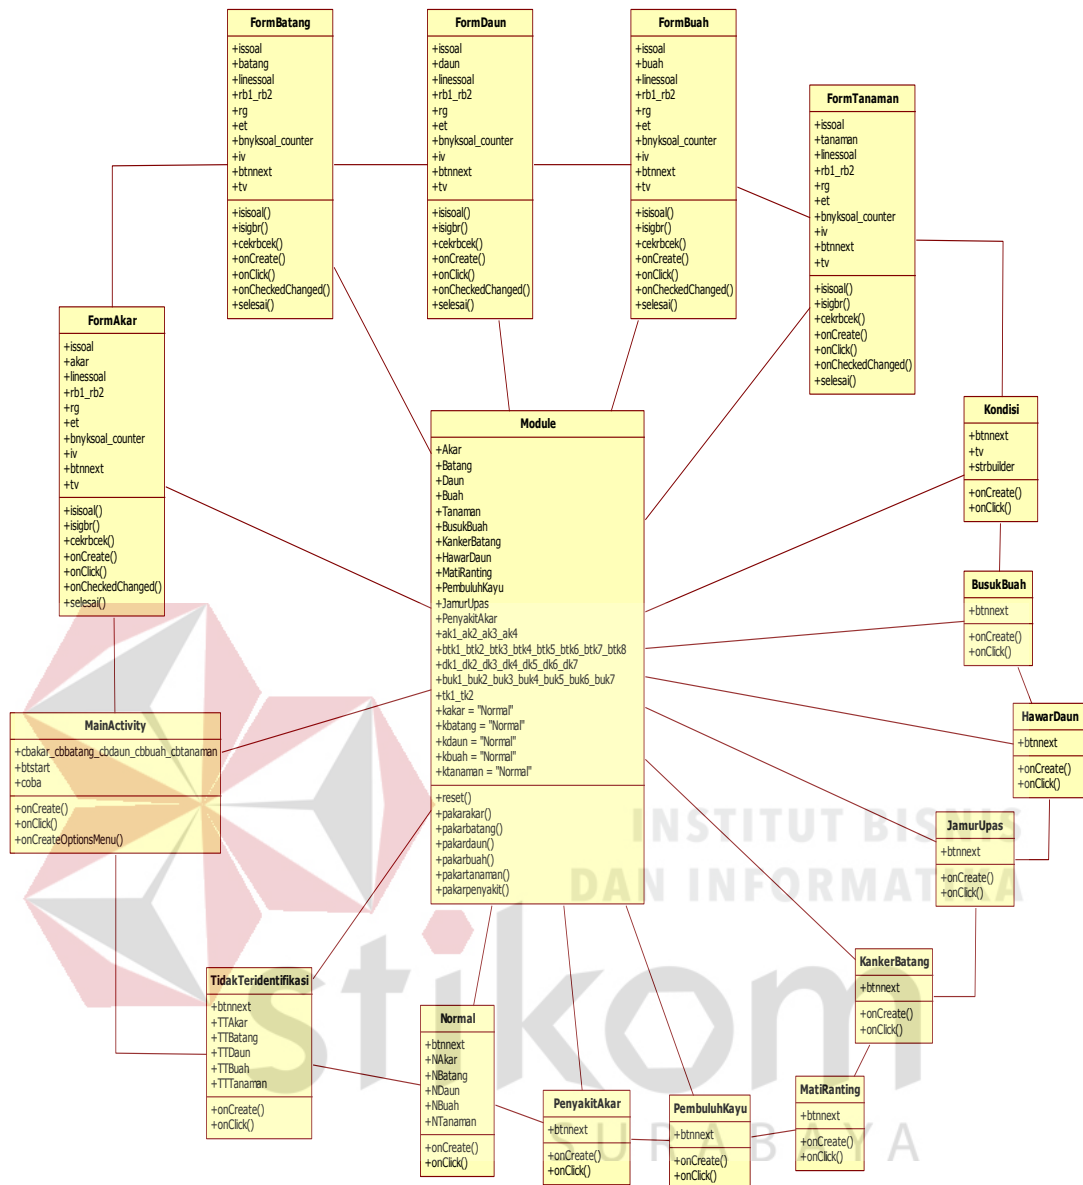 FormBatang
+issoal
+batang
+linessoal
+rb1_rb2
+rg
+et
+bnyksoal_counter
+iv
+btnnext
+tv
+isisoal()
+isigbr()
+cekrbcek()
+onCreate()
+onClick()
+onCheckedChanged()
+selesai()
FormDaun
+issoal
+daun
+linessoal
+rb1_rb2
+rg
+et
+bnyksoal_counter
+iv
+btnnext
+tv
+isisoal()
+isigbr()
+cekrbcek()
+onCreate()
+onClick()
+onCheckedChanged()
+selesai()
FormBuah
+issoal
+buah
+linessoal
+rb1_rb2
+rg
+et
+bnyksoal_counter
+iv
+btnnext
+tv
+isisoal()
+isigbr()
+cekrbcek()
+onCreate()
+onClick()
+onCheckedChanged()
+selesai()
FormTanaman
+issoal
+tanaman
+linessoal
+rb1_rb2
+rg
+et
+bnyksoal_counter
+iv
+btnnext
+tv
+isisoal()
+isigbr()
+cekrbcek()
+onCreate()
+onClick()
+onCheckedChanged()
+selesai()
FormAkar
+issoal
+akar
+linessoal
+rb1_rb2
+rg
+et
+bnyksoal_counter
+iv
+btnnext
+tv
+isisoal()
+isigbr()
+cekrbcek()
+onCreate()
+onClick()
+onCheckedChanged()
+selesai()
Module
+Akar
+Batang
+Daun
+Buah
+Tanaman
+BusukBuah
+KankerBatang
+HawarDaun
+MatiRanting
+PembuluhKayu
+JamurUpas
+PenyakitAkar
+ak1_ak2_ak3_ak4
+btk1_btk2_btk3_btk4_btk5_btk6_btk7_btk8
+dk1_dk2_dk3_dk4_dk5_dk6_dk7
+buk1_buk2_buk3_buk4_buk5_buk6_buk7
+tk1_tk2
+kakar = "Normal"
+kbatang = "Normal"
+kdaun = "Normal"
+kbuah = "Normal"
+ktanaman = "Normal"
+reset()
+pakarakar()
+pakarbatang()
+pakardaun()
+pakarbuah()
+pakartanaman()
+pakarpenyakit()
Kondisi
+btnnext
+tv
+strbuilder
+onCreate()
+onClick()
BusukBuah
+btnnext
+onCreate()
+onClick()
HawarDaun
+btnnext
+onCreate()
+onClick()
MainActivity
+cbakar_cbbatang_cbdaun_cbbuah_cbtanaman
+btstart
+coba
+onCreate()
+onClick()
+onCreateOptionsMenu()
JamurUpas
+btnnext
+onCreate()
+onClick()
INSTITUT BISNIS
DAN INFORMATIKA
KankerBatang
+btnnext
+onCreate()
+onClick()
TidakTeridentifikasi
+btnnext
+TTAkar
+TTBatang
+TTDaun
+TTBuah
+TTTanaman
+onCreate()
+onClick()
stikom
Normal
+btnnext
+NAkar
+NBatang
+NDaun
+NBuah
+NTanaman
+onCreate()
+onClick()
PenyakitAkar
+btnnext
+onCreate()
+onClick()
PembuluhKayu
+btnnext
+onCreate()
+onClick()
MatiRanting
+btnnext
+onCreate()
+onClick()
SURABAYA